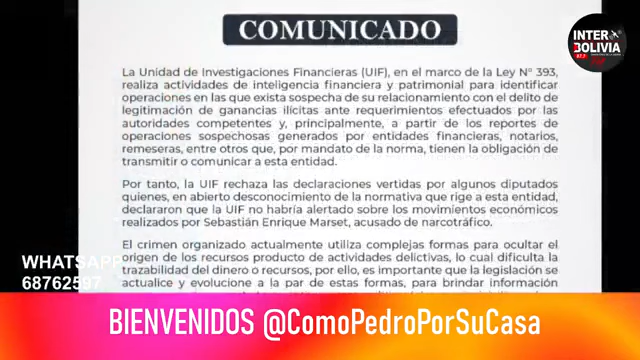 COMUNICADO
INTER
BOLIVIA
La Unidad de Investigaciones Financieras (UIF), en el marco de la Ley N° 393,
realiza actividades de inteligencia financiera y patrimonial para identificar
operaciones en las que exista sospecha de su relacionamiento con el delito de
legitimación de ganancias ilícitas ante requerimientos efectuados por las
autoridades competentes y, principalmente, a partir de los reportes de
operaciones sospechosas generados por entidades financieras, notarios,
remeseras, entre otros que, por mandato de la norma, tienen la obligación de
transmitir o comunicar a esta entidad.
Por tanto, la UIF rechaza las declaraciones vertidas por algunos diputados
quienes, en abierto desconocimiento de la normativa que rige a esta entidad,
declararon que la UIF no habría alertado sobre los movimientos económicos
realizados por Sebastián Enrique Marset, acusado de narcotráfico.
El crimen organizado actualmente utiliza complejas formas para ocultar el
origen de los recursos producto de actividades delictivas, lo cual dificulta la
trazabilidad del dinero o recursos, por ello, es importante que la legislación se
actualice y evolucione a la par de estas formas, para brindar información
WHATSAPP
68762597
BIENVENIDOS @ComoPedroPorSuCasa